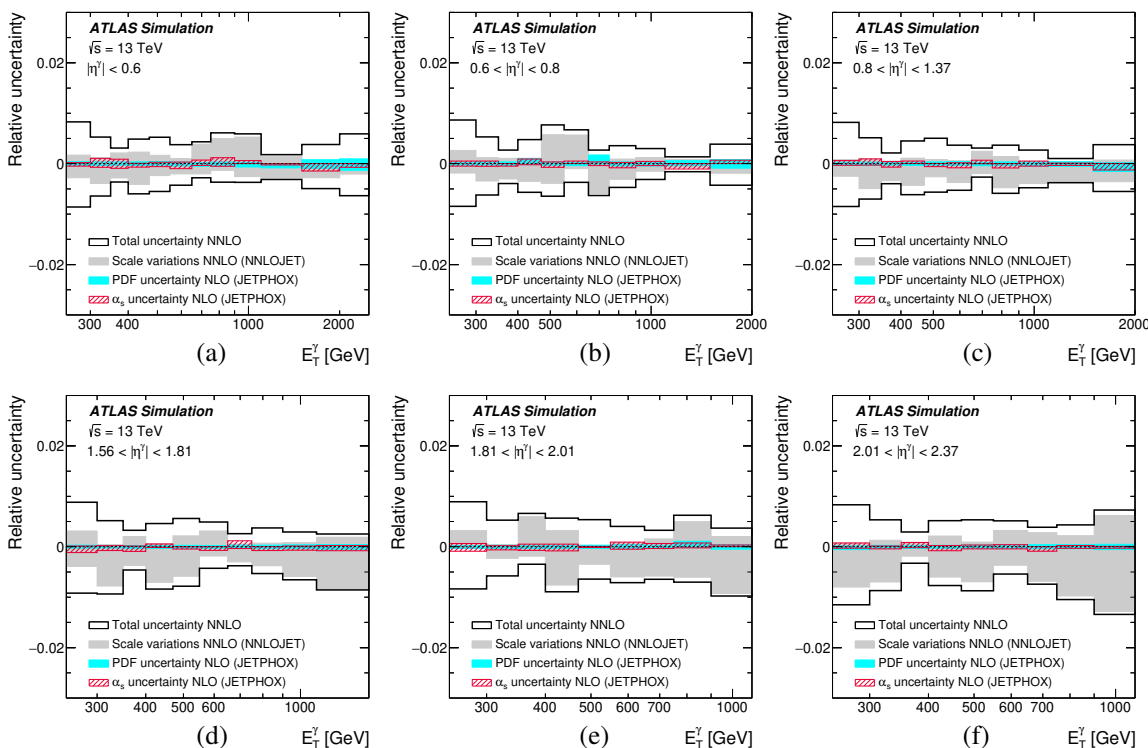 Relative uncertainty
ATLAS Simulation
√s = 13 TeV
|η^γ| < 0.6
0.02
0
−0.02
Total uncertainty NNLO
Scale variations NNLO (NNLOJET)
PDF uncertainty NLO (JETPHOX)
α_s uncertainty NLO (JETPHOX)
300 400 1000 2000
E_T^γ [GeV]
(a)
Relative uncertainty
ATLAS Simulation
√s = 13 TeV
0.6 < |η^γ| < 0.8
0.02
0
−0.02
Total uncertainty NNLO
Scale variations NNLO (NNLOJET)
PDF uncertainty NLO (JETPHOX)
α_s uncertainty NLO (JETPHOX)
300 400 500 1000 2000
E_T^γ [GeV]
(b)
Relative uncertainty
ATLAS Simulation
√s = 13 TeV
0.8 < |η^γ| < 1.37
0.02
0
−0.02
Total uncertainty NNLO
Scale variations NNLO (NNLOJET)
PDF uncertainty NLO (JETPHOX)
α_s uncertainty NLO (JETPHOX)
300 400 500 1000 2000
E_T^γ [GeV]
(c)
Relative uncertainty
ATLAS Simulation
√s = 13 TeV
1.56 < |η^γ| < 1.81
0.02
0
−0.02
Total uncertainty NNLO
Scale variations NNLO (NNLOJET)
PDF uncertainty NLO (JETPHOX)
α_s uncertainty NLO (JETPHOX)
300 400 500 600 1000
E_T^γ [GeV]
(d)
Relative uncertainty
ATLAS Simulation
√s = 13 TeV
1.81 < |η^γ| < 2.01
0.02
0
−0.02
Total uncertainty NNLO
Scale variations NNLO (NNLOJET)
PDF uncertainty NLO (JETPHOX)
α_s uncertainty NLO (JETPHOX)
300 400 500 600 700 1000
E_T^γ [GeV]
(e)
Relative uncertainty
ATLAS Simulation
√s = 13 TeV
2.01 < |η^γ| < 2.37
0.02
0
−0.02
Total uncertainty NNLO
Scale variations NNLO (NNLOJET)
PDF uncertainty NLO (JETPHOX)
α_s uncertainty NLO (JETPHOX)
300 400 500 600 700 1000
E_T^γ [GeV]
(f)